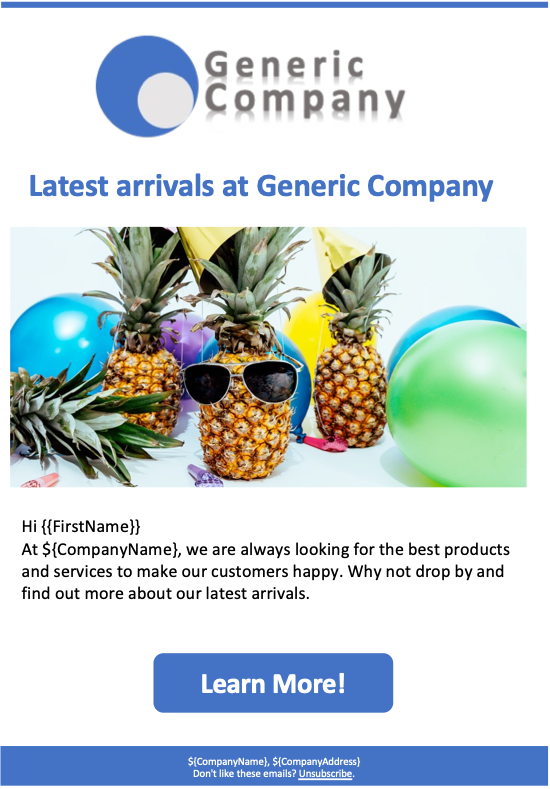 Generic
Company
Latest arrivals at Generic Company
Hi {{FirstName}}
At ${CompanyName}, we are always looking for the best products
and services to make our customers happy. Why not drop by and
find out more about our latest arrivals.
Learn More!
${CompanyName}, ${CompanyAddress}
Don't like these emails? Unsubscribe.